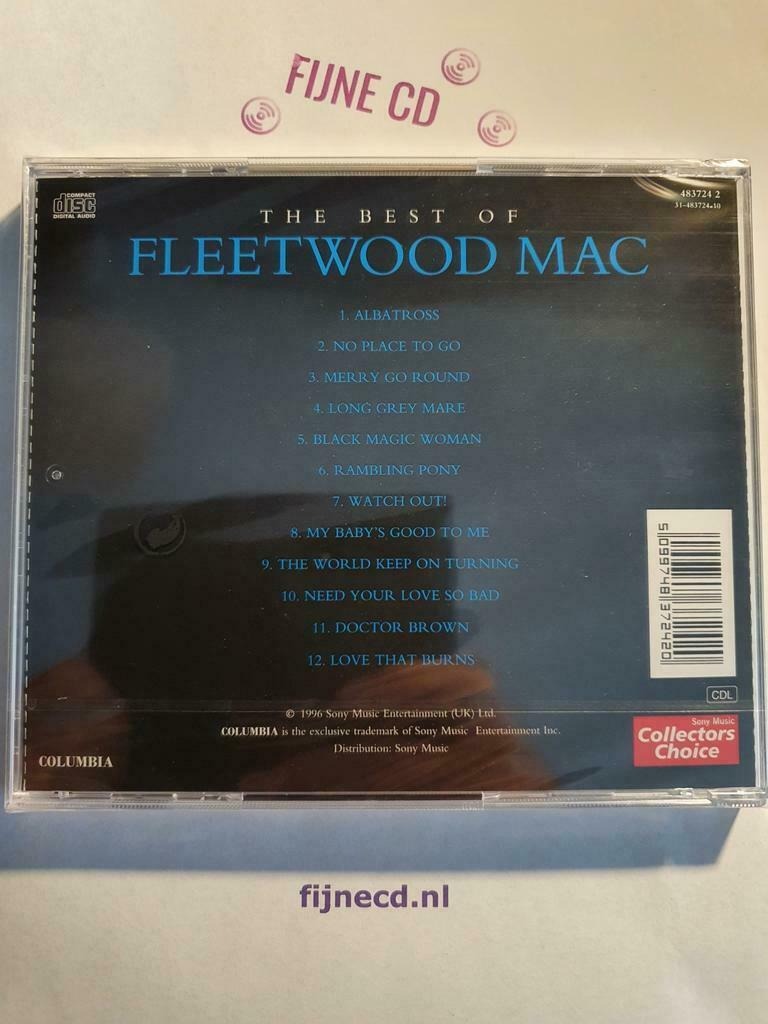 FIJNE CD
COMPACT
disc
DIGITAL AUDIO
483724 2
31-483724-10
THE BEST OF
FLEETWOOD MAC
1. ALBATROSS
2. NO PLACE TO GO
3. MERRY GO ROUND
4. LONG GREY MARE
5. BLACK MAGIC WOMAN
6. RAMBLING PONY
7. WATCH OUT!
8. MY BABY'S GOOD TO ME
9. THE WORLD KEEP ON TURNING
10. NEED YOUR LOVE SO BAD
11. DOCTOR BROWN
12. LOVE THAT BURNS
5 099748 372420
CDL
© 1996 Sony Music Entertainment (UK) Ltd.
COLUMBIA is the exclusive trademark of Sony Music Entertainment Inc.
Distribution: Sony Music
COLUMBIA
Sony Music
Collectors
Choice
fijnecd.nl